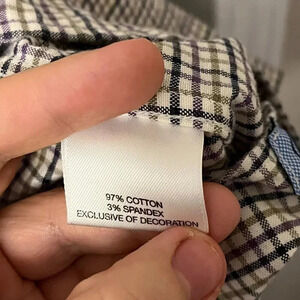 97% COTTON
3% SPANDEX
EXCLUSIVE OF DECORATION